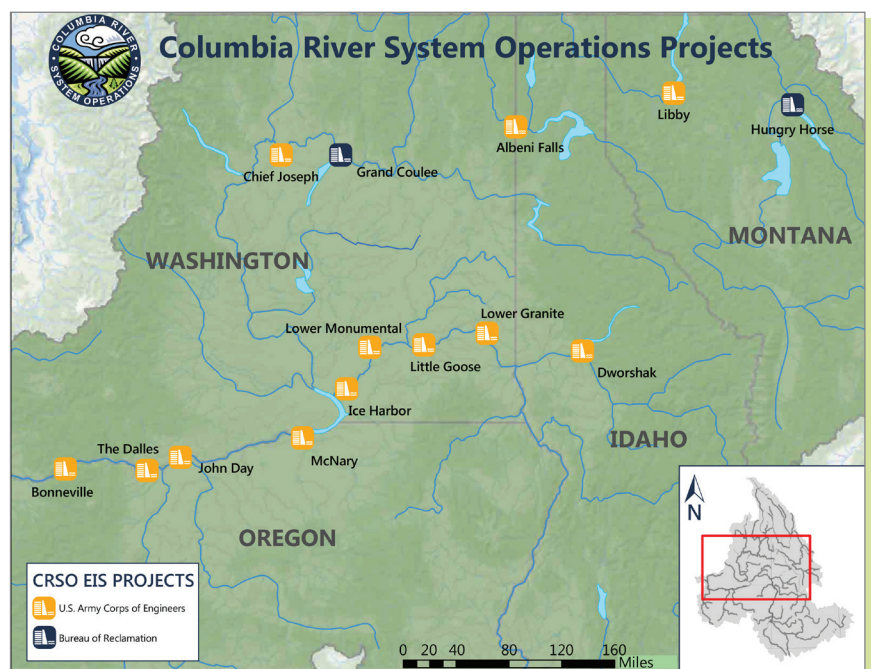 COLUMBIA RIVER
SYSTEM OPERATIONS
Columbia River System Operations Projects
Libby
Hungry Horse
Albeni Falls
Chief Joseph
Grand Coulee
MONTANA
WASHINGTON
Lower Granite
Lower Monumental
Little Goose
Dworshak
Ice Harbor
IDAHO
The Dalles
John Day
McNary
Bonneville
OREGON
N
CRSO EIS PROJECTS
U.S. Army Corps of Engineers
Bureau of Reclamation
0 20 40 80 120 160
Miles